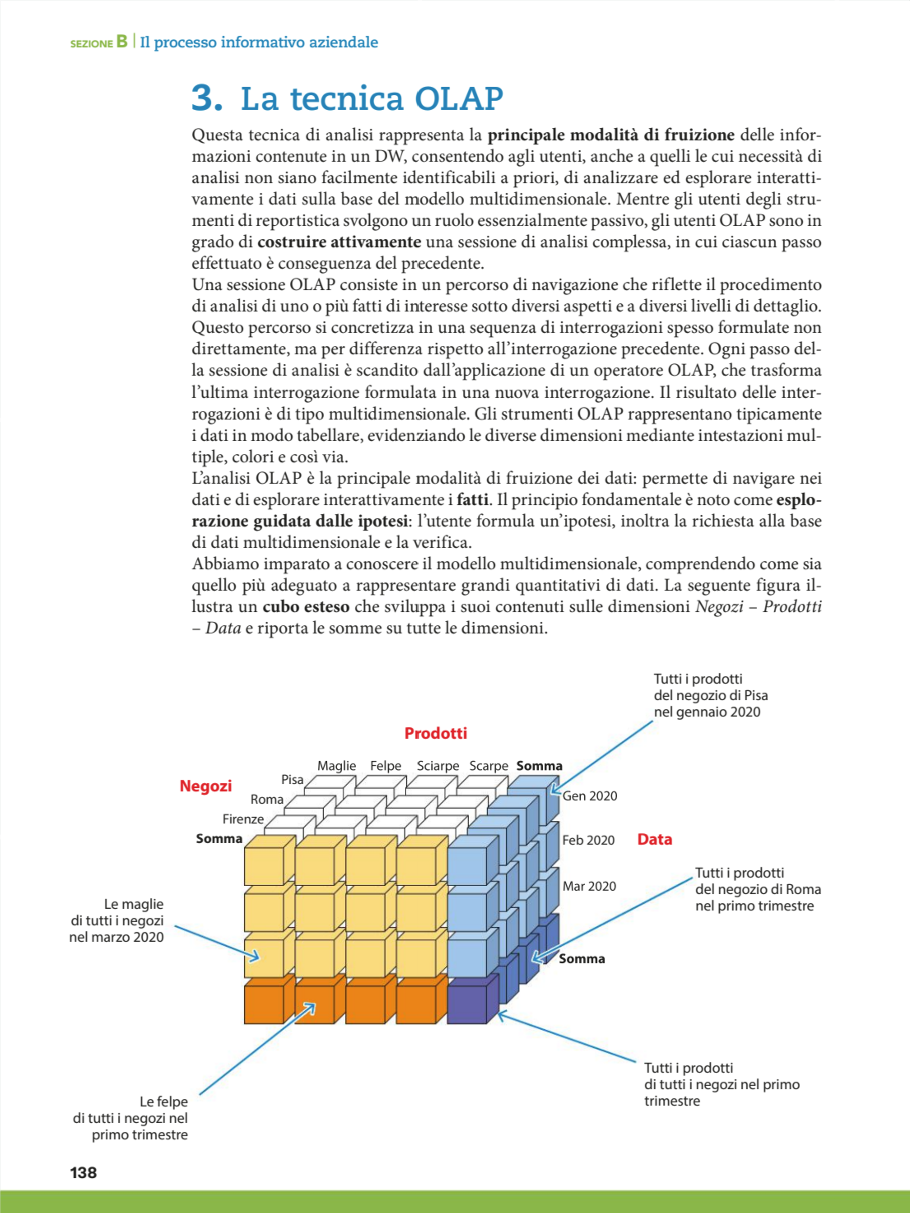 SEZIONE B | Il processo informativo aziendale
3. La tecnica OLAP
Questa tecnica di analisi rappresenta la principale modalità di fruizione delle infor-
mazioni contenute in un DW, consentendo agli utenti, anche a quelli le cui necessità di
analisi non siano facilmente identificabili a priori, di analizzare ed esplorare interatti-
vamente i dati sulla base del modello multidimensionale. Mentre gli utenti degli stru-
menti di reportistica svolgono un ruolo essenzialmente passivo, gli utenti OLAP sono in
grado di costruire attivamente una sessione di analisi complessa, in cui ciascun passo
effettuato è conseguenza del precedente.
Una sessione OLAP consiste in un percorso di navigazione che riflette il procedimento
di analisi di uno o più fatti di interesse sotto diversi aspetti e a diversi livelli di dettaglio.
Questo percorso si concretizza in una sequenza di interrogazioni spesso formulate non
direttamente, ma per differenza rispetto all'interrogazione precedente. Ogni passo del-
la sessione di analisi è scandito dall'applicazione di un operatore OLAP, che trasforma
l'ultima interrogazione formulata in una nuova interrogazione. Il risultato delle inter-
rogazioni è di tipo multidimensionale. Gli strumenti OLAP rappresentano tipicamente
i dati in modo tabellare, evidenziando le diverse dimensioni mediante intestazioni mul-
tiple, colori e così via.
L'analisi OLAP è la principale modalità di fruizione dei dati: permette di navigare nei
dati e di esplorare interattivamente i fatti. Il principio fondamentale è noto come esplo-
razione guidata dalle ipotesi: l'utente formula un'ipotesi, inoltra la richiesta alla base
di dati multidimensionale e la verifica.
Abbiamo imparato a conoscere il modello multidimensionale, comprendendo come sia
quello più adeguato a rappresentare grandi quantitativi di dati. La seguente figura il-
lustra un cubo esteso che sviluppa i suoi contenuti sulle dimensioni Negozi – Prodotti
– Data e riporta le somme su tutte le dimensioni.
Tutti i prodotti
del negozio di Pisa
nel gennaio 2020
Prodotti
Maglie Felpe Sciarpe Scarpe Somma
Negozi
Pisa
Roma
Firenze
Somma
Gen 2020
Feb 2020
Data
Mar 2020
Somma
Tutti i prodotti
del negozio di Roma
nel primo trimestre
Le maglie
di tutti i negozi
nel marzo 2020
Tutti i prodotti
di tutti i negozi nel primo
trimestre
Le felpe
di tutti i negozi nel
primo trimestre
138